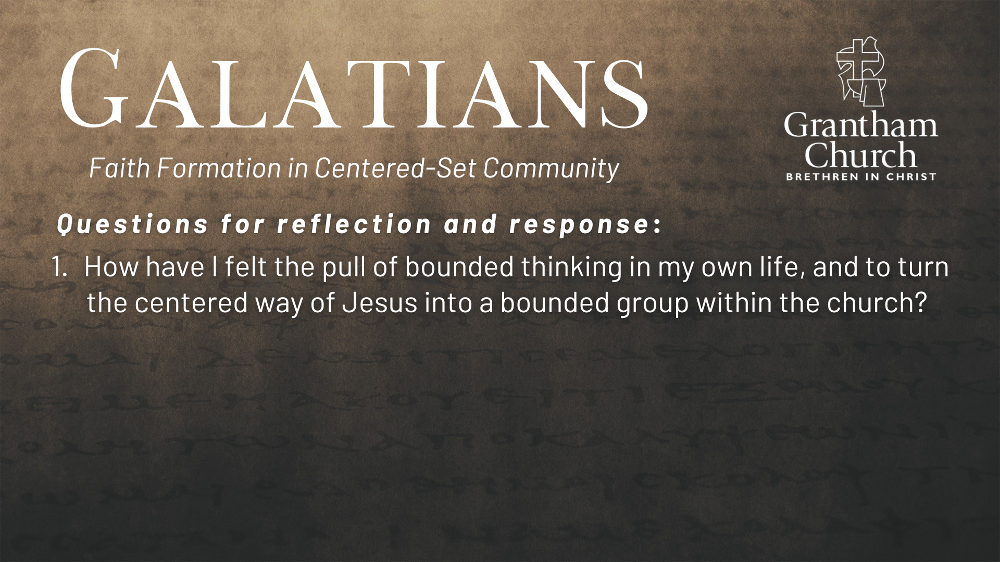 GALATIANS
Grantham
Church
BRETHREN IN CHRIST
Faith Formation in Centered-Set Community
Questions for reflection and response:
1. How have I felt the pull of bounded thinking in my own life, and to turn
the centered way of Jesus into a bounded group within the church?